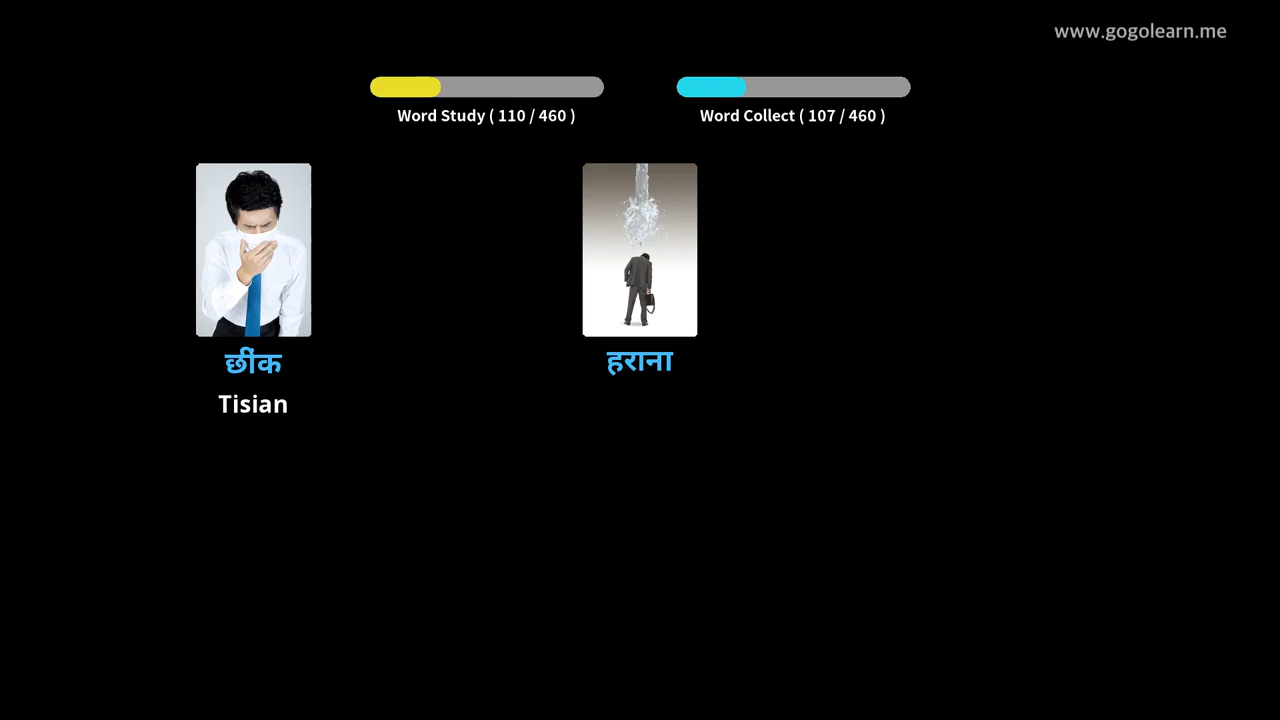 www.gogolearn.me
Word Study ( 110 / 460 )
Word Collect ( 107 / 460 )
छींक
Tisian
हराना